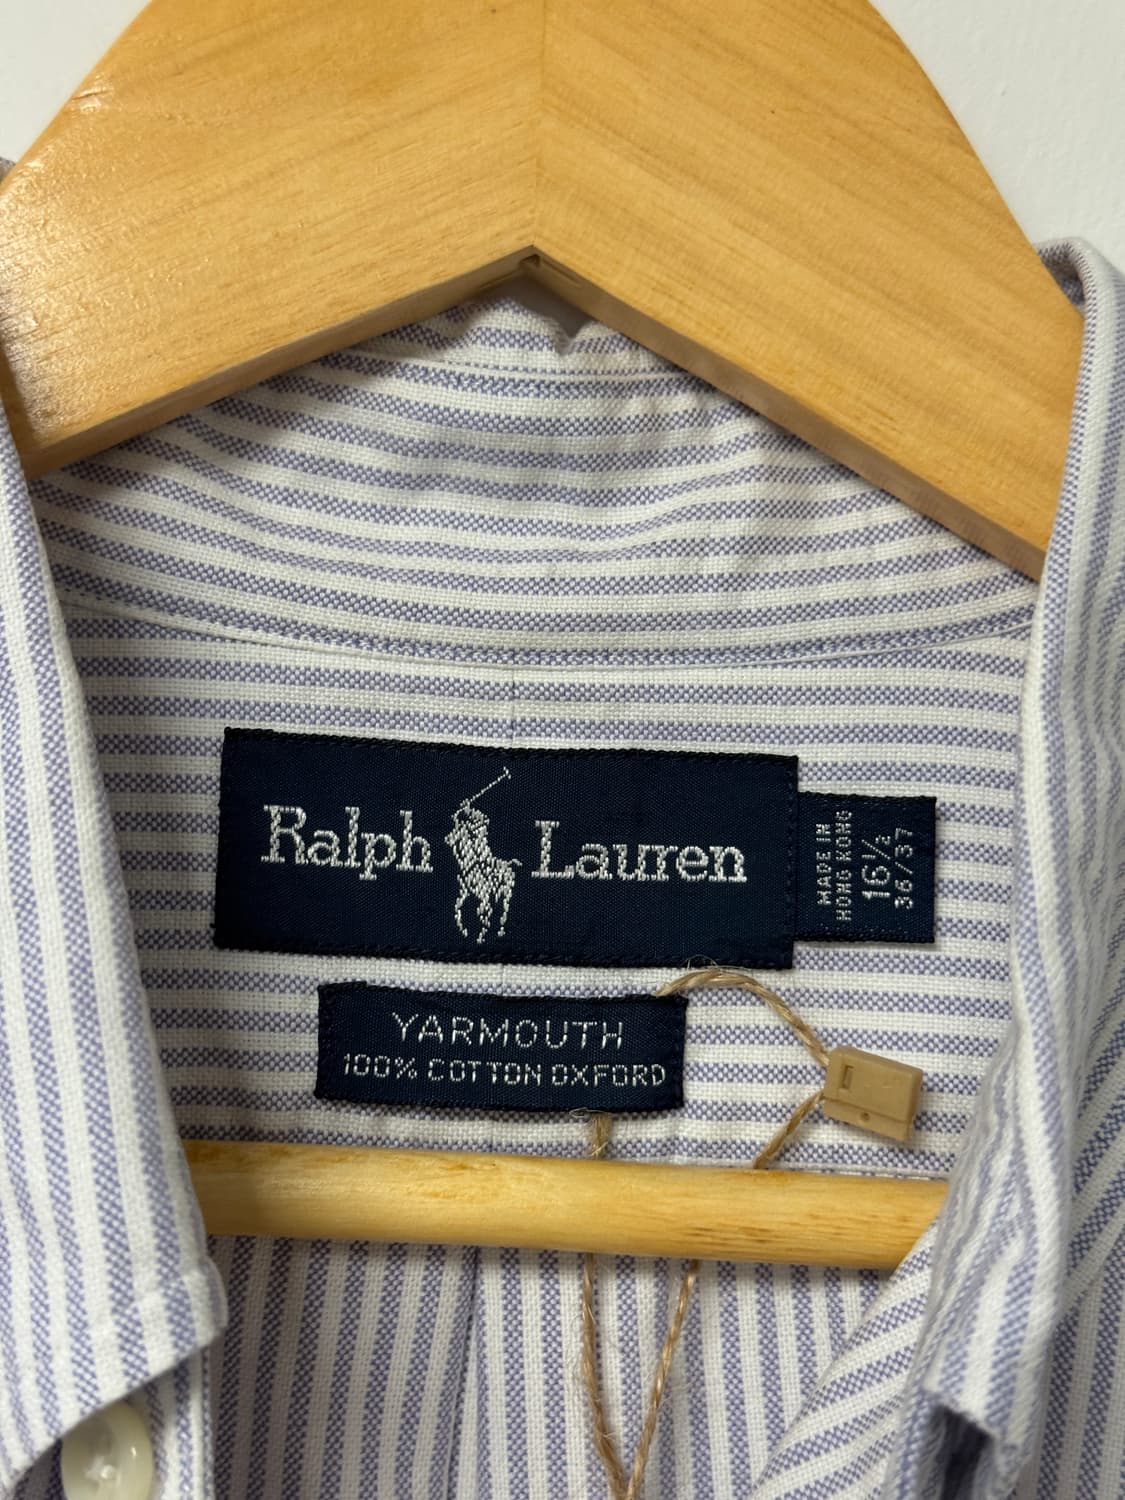 Ralph Lauren
MADE IN
HONG KONG
16½
36/37
YARMOUTH
100% COTTON OXFORD